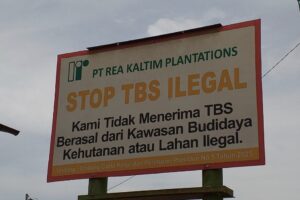 PT REA KALTIM PLANTATIONS
STOP TBS ILEGAL
Kami Tidak Menerima TBS
Berasal dari Kawasan Budidaya
Kehutanan atau Lahan Ilegal.